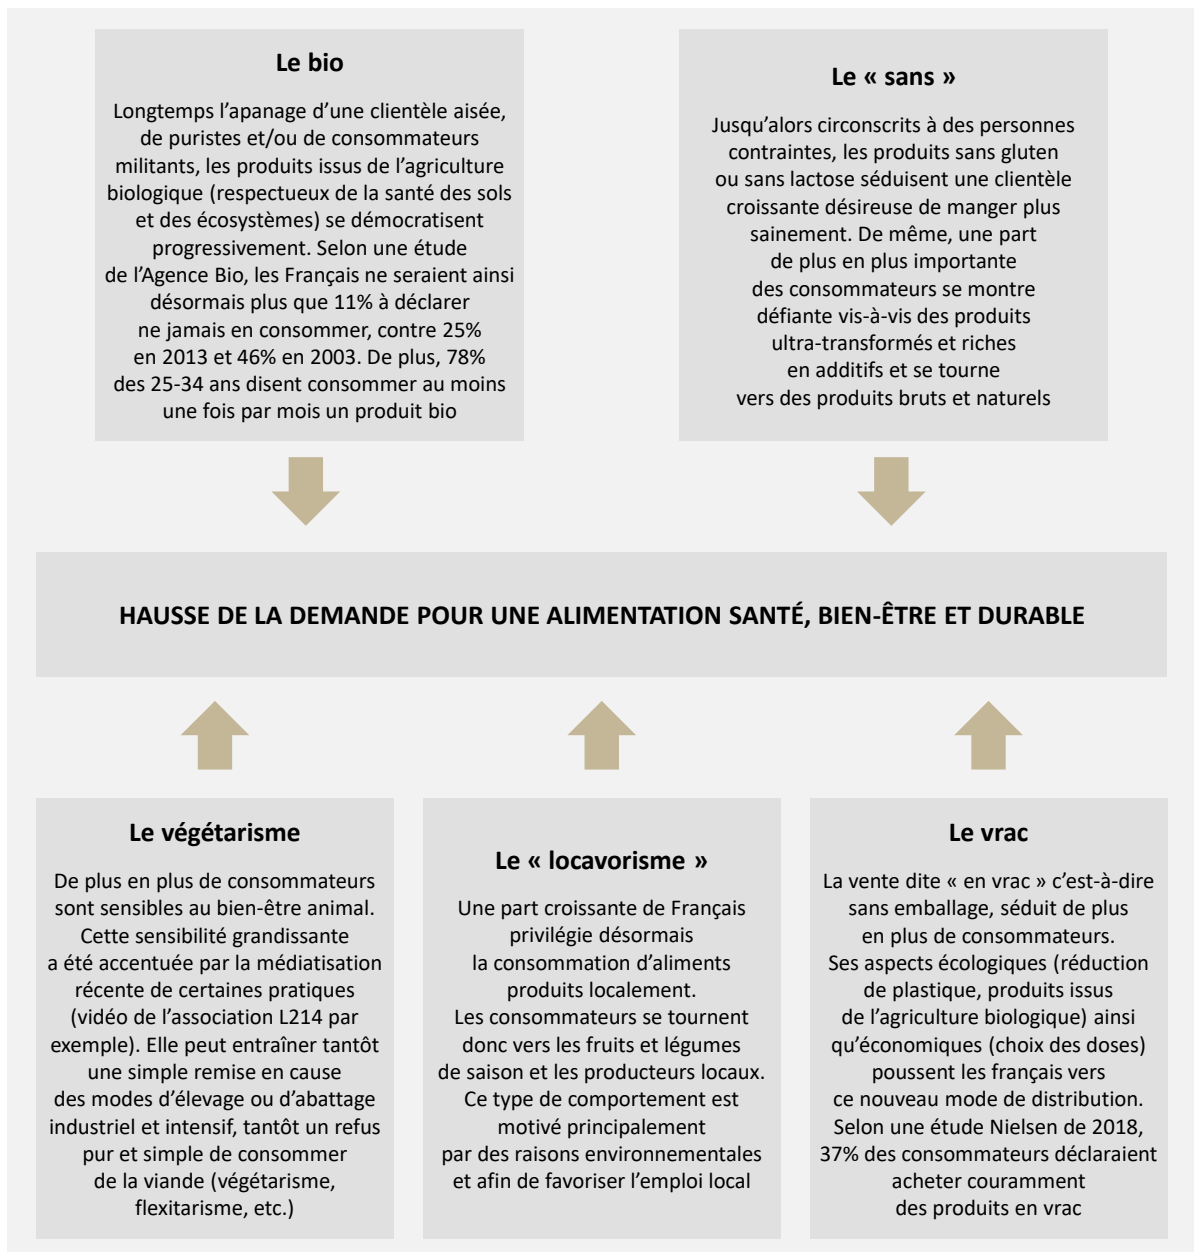 Le bio
Longtemps l’apanage d’une clientèle aisée,
de puristes et/ou de consommateurs
militants, les produits issus de l’agriculture
biologique (respectueux de la santé des sols
et des écosystèmes) se démocratisent
progressivement. Selon une étude
de l’Agence Bio, les Français ne seraient ainsi
désormais plus que 11% à déclarer
ne jamais en consommer, contre 25%
en 2013 et 46% en 2003. De plus, 78%
des 25-34 ans disent consommer au moins
une fois par mois un produit bio
Le « sans »
Jusqu’alors circonscrits à des personnes
contraintes, les produits sans gluten
ou sans lactose séduisent une clientèle
croissante désireuse de manger plus
sainement. De même, une part
de plus en plus importante
des consommateurs se montre
défiante vis-à-vis des produits
ultra-transformés et riches
en additifs et se tourne
vers des produits bruts et naturels
HAUSSE DE LA DEMANDE POUR UNE ALIMENTATION SANTÉ, BIEN-ÊTRE ET DURABLE
Le végétarisme
De plus en plus de consommateurs
sont sensibles au bien-être animal.
Cette sensibilité grandissante
a été accentuée par la médiatisation
récente de certaines pratiques
(vidéo de l’association L214 par
exemple). Elle peut entraîner tantôt
une simple remise en cause
des modes d’élevage ou d’abattage
industriel et intensif, tantôt un refus
pur et simple de consommer
de la viande (végétarisme,
flexitarisme, etc.)
Le « locavorisme »
Une part croissante de Français
privilégie désormais
la consommation d’aliments
produits localement.
Les consommateurs se tournent
donc vers les fruits et légumes
de saison et les producteurs locaux.
Ce type de comportement est
motivé principalement
par des raisons environnementales
et afin de favoriser l’emploi local
Le vrac
La vente dite « en vrac » c’est-à-dire
sans emballage, séduit de plus
en plus de consommateurs.
Ses aspects écologiques (réduction
de plastique, produits issus
de l’agriculture biologique) ainsi
qu’économiques (choix des doses)
poussent les français vers
ce nouveau mode de distribution.
Selon une étude Nielsen de 2018,
37% des consommateurs déclaraient
acheter couramment
des produits en vrac